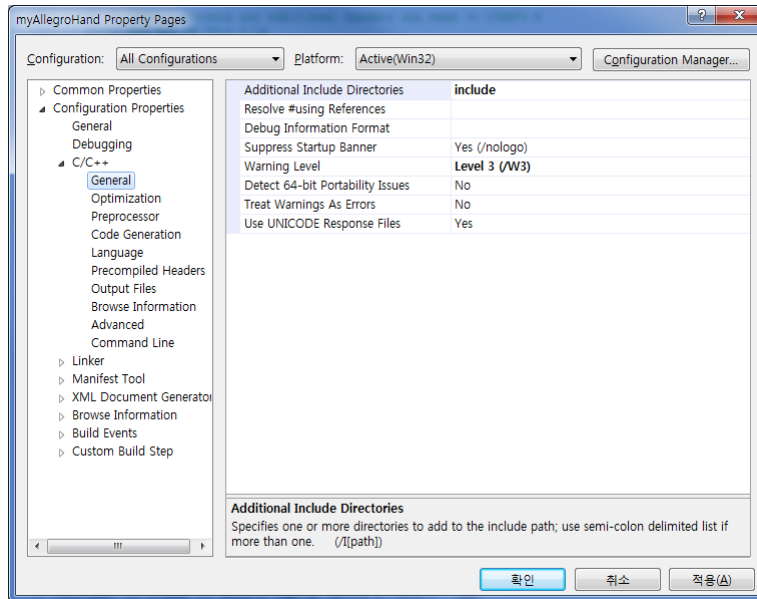 myAllegroHand Property Pages
Configuration: All Configurations Platform: Active(Win32) Configuration Manager...
Common Properties
Configuration Properties
General
Debugging
C/C++
General
Optimization
Preprocessor
Code Generation
Language
Precompiled Headers
Output Files
Browse Information
Advanced
Command Line
Linker
Manifest Tool
XML Document Generator
Browse Information
Build Events
Custom Build Step
Additional Include Directories include
Resolve #using References
Debug Information Format
Suppress Startup Banner Yes (/nologo)
Warning Level Level 3 (/W3)
Detect 64-bit Portability Issues No
Treat Warnings As Errors No
Use UNICODE Response Files Yes
Additional Include Directories
Specifies one or more directories to add to the include path; use semi-colon delimited list if
more than one. (/I[path])
확인 취소 적용(A)